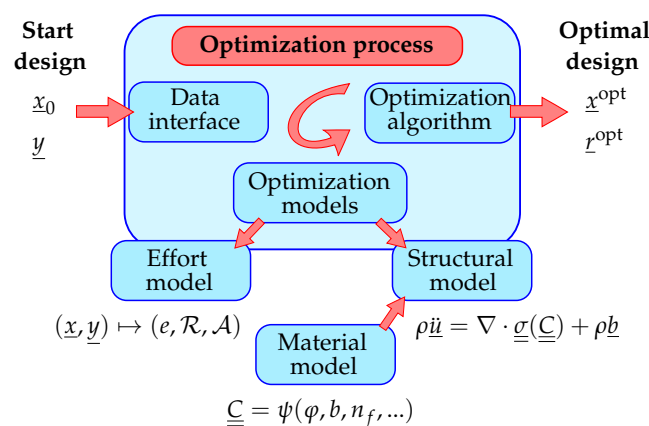 Start
design
Optimization process
Optimal
design
x̲₀
y̲
Data
interface
Optimization
algorithm
x̲ᵒᵖᵗ
r̲ᵒᵖᵗ
Optimization
models
Effort
model
Structural
model
(x̲, y̲) ↦ (e, ℛ, 𝒜)
ρü̲ = ∇ · σ̳(C̳) + ρb̲
Material
model
C̳ = ψ(φ, b, n_f, ...)